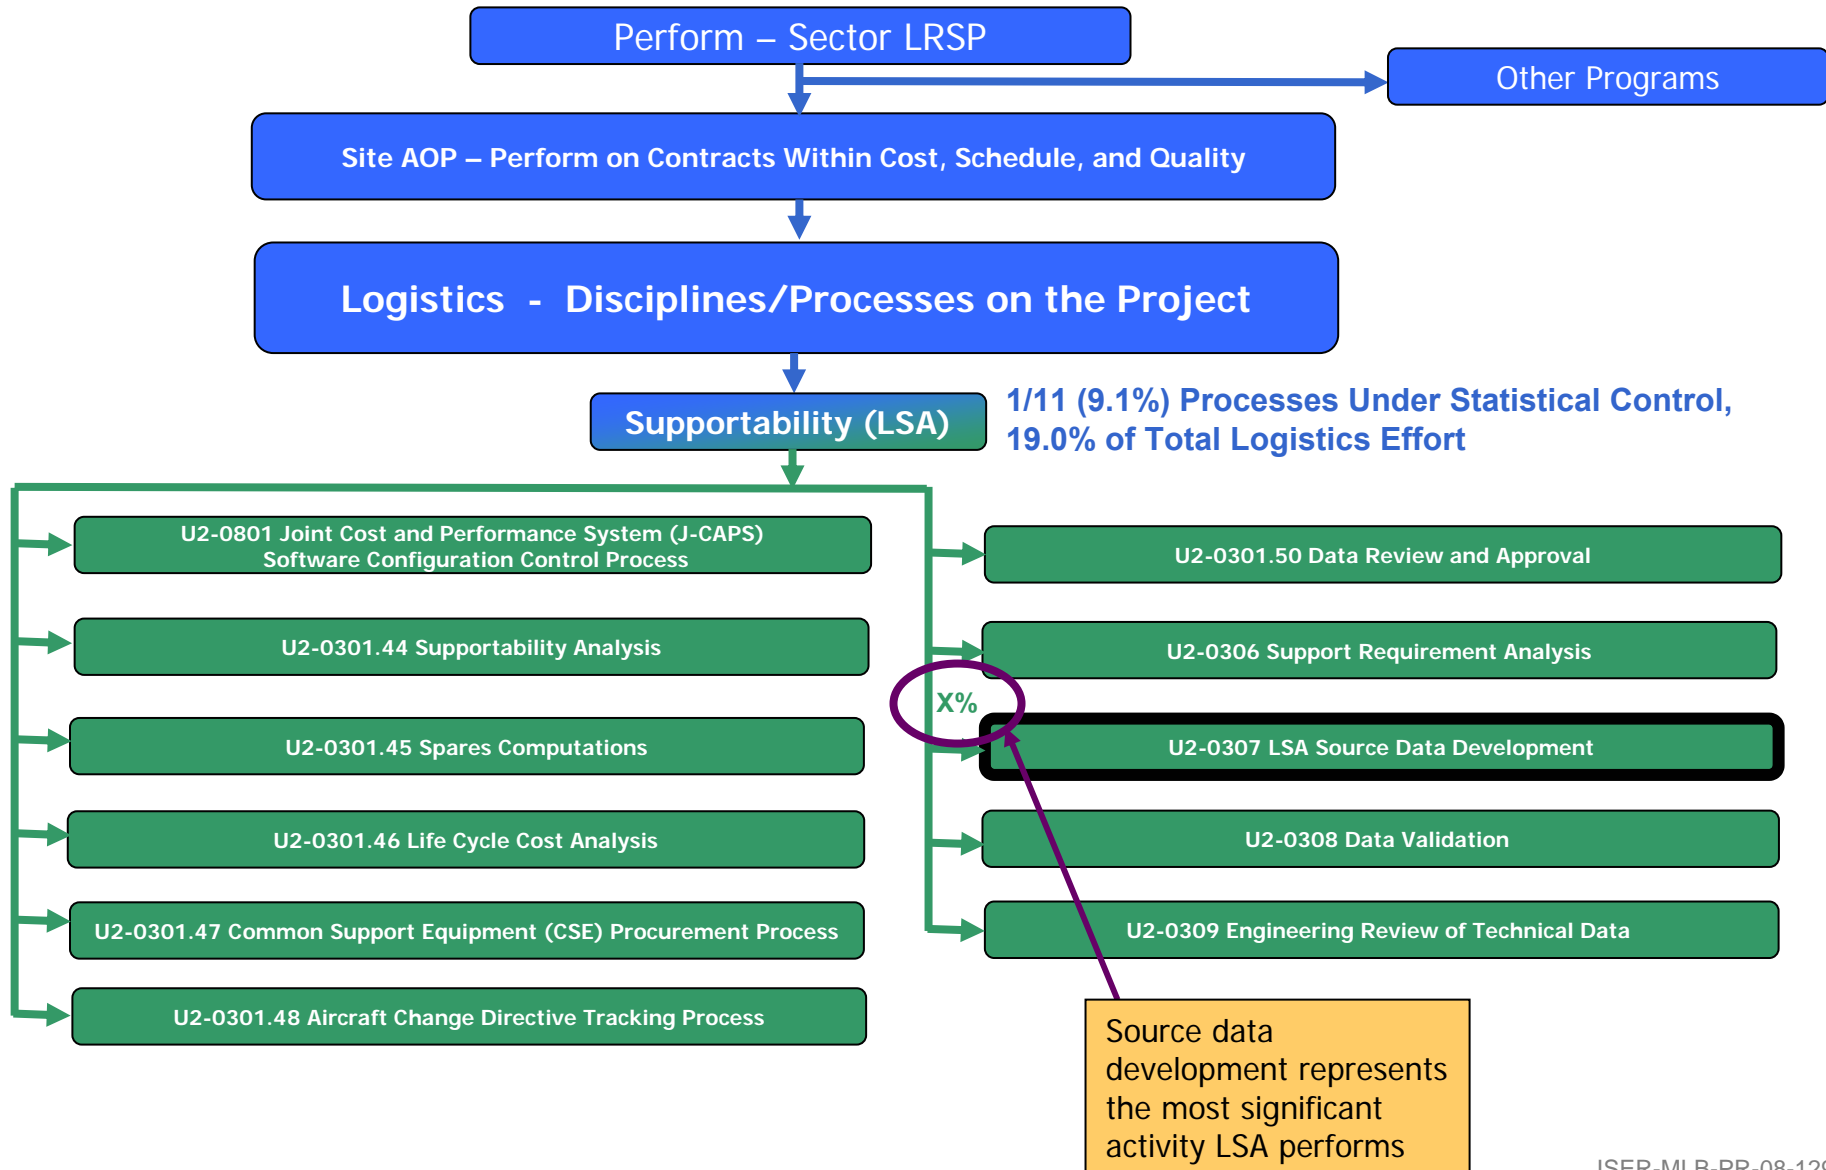 Perform – Sector LRSP
Other Programs
Site AOP – Perform on Contracts Within Cost, Schedule, and Quality
Logistics - Disciplines/Processes on the Project
Supportability (LSA)
1/11 (9.1%) Processes Under Statistical Control,
19.0% of Total Logistics Effort
U2-0801 Joint Cost and Performance System (J-CAPS)
Software Configuration Control Process
U2-0301.44 Supportability Analysis
U2-0301.45 Spares Computations
U2-0301.46 Life Cycle Cost Analysis
U2-0301.47 Common Support Equipment (CSE) Procurement Process
U2-0301.48 Aircraft Change Directive Tracking Process
U2-0301.50 Data Review and Approval
U2-0306 Support Requirement Analysis
X%
U2-0307 LSA Source Data Development
U2-0308 Data Validation
U2-0309 Engineering Review of Technical Data
Source data
development represents
the most significant
activity LSA performs